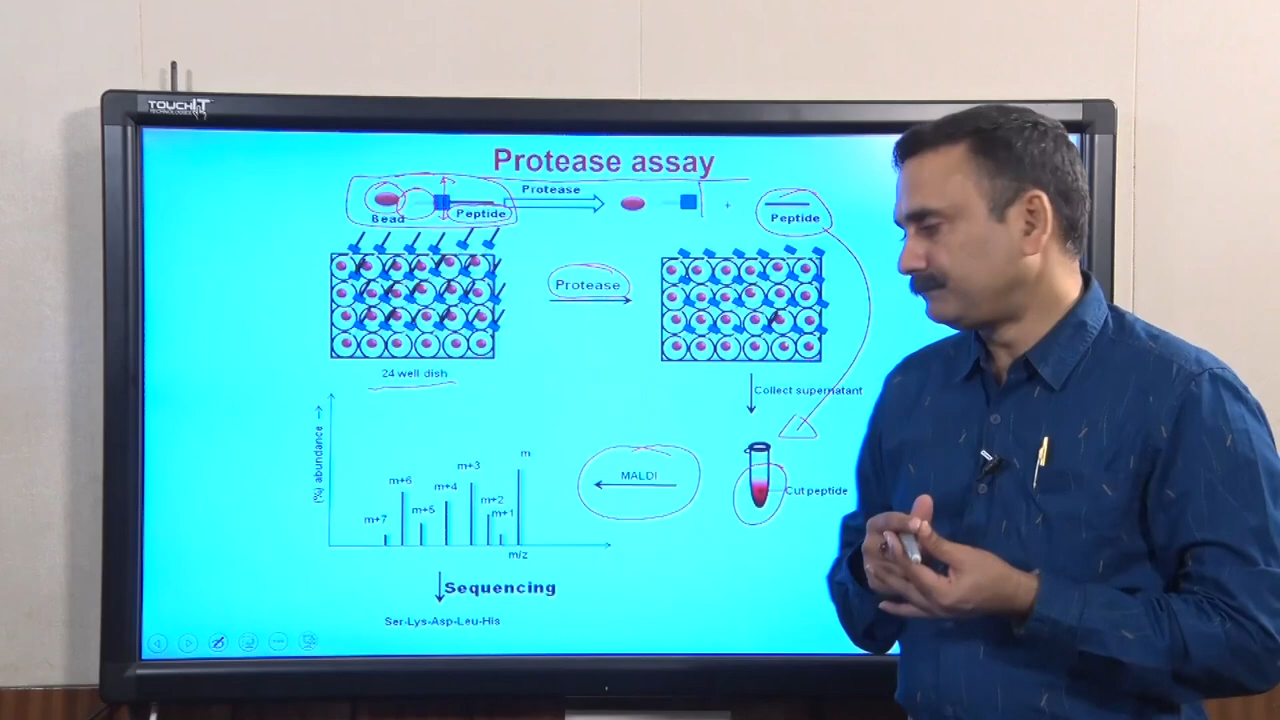 TOUCHIT
TECHNOLOGIES
Protease assay
Protease
Bead
Peptide
+
Peptide
Protease
24 well dish
Collect supernatant
(%) abundance →
m
m+3
m+6
m+4
m+2
m+5
m+1
m+7
m/z
MALDI
Cut peptide
Sequencing
Ser-Lys-Asp-Leu-His